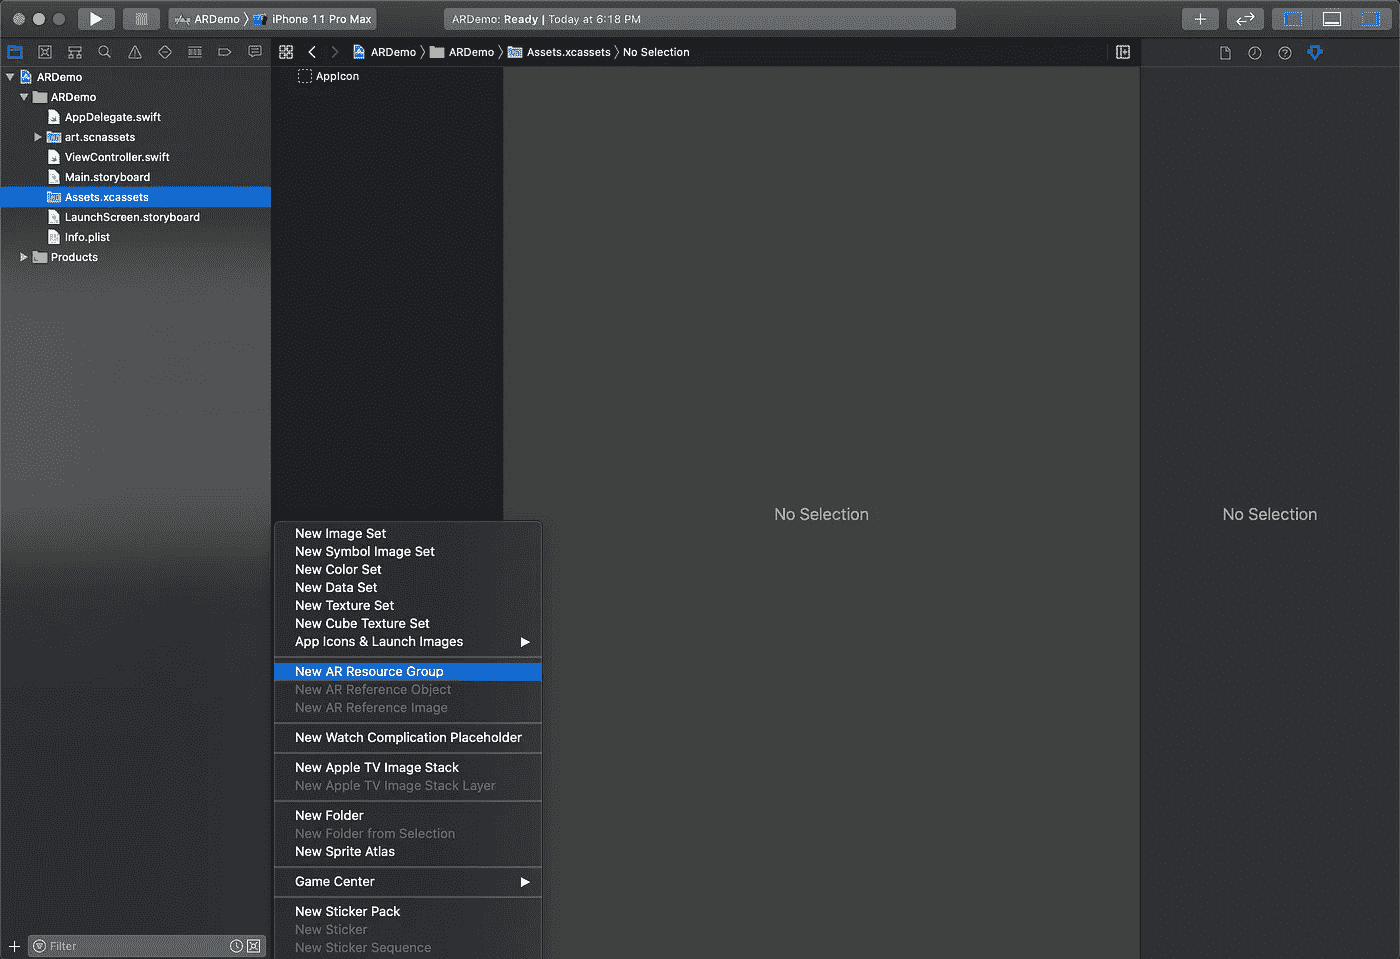 ARDemo 〉 iPhone 11 Pro Max
ARDemo: Ready | Today at 6:18 PM
ARDemo 〉 ARDemo 〉 Assets.xcassets 〉 No Selection
ARDemo
ARDemo
AppDelegate.swift
art.scnassets
ViewController.swift
Main.storyboard
Assets.xcassets
LaunchScreen.storyboard
Info.plist
Products
Filter
AppIcon
New Image Set
New Symbol Image Set
New Color Set
New Data Set
New Texture Set
New Cube Texture Set
App Icons & Launch Images
New AR Resource Group
New AR Reference Object
New AR Reference Image
New Watch Complication Placeholder
New Apple TV Image Stack
New Apple TV Image Stack Layer
New Folder
New Folder from Selection
New Sprite Atlas
Game Center
New Sticker Pack
New Sticker
New Sticker Sequence
No Selection
No Selection